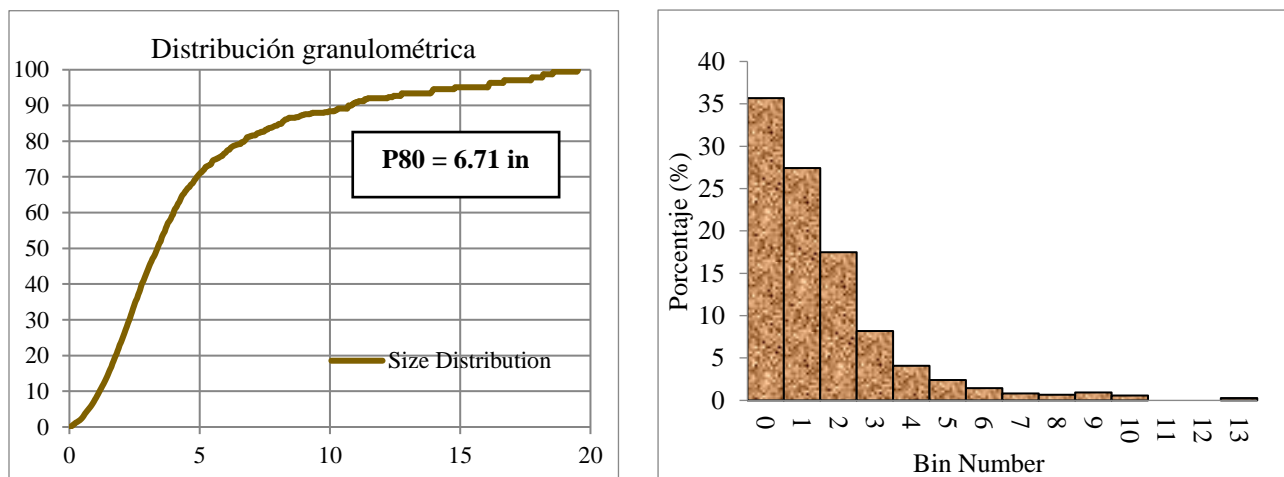 Distribución granulométrica
100
90
80
70
60
50
40
30
20
10
0
P80 = 6.71 in
Size Distribution
0 5 10 15 20
Porcentaje (%)
40
35
30
25
20
15
10
5
0
0 1 2 3 4 5 6 7 8 9 10 11 12 13
Bin Number